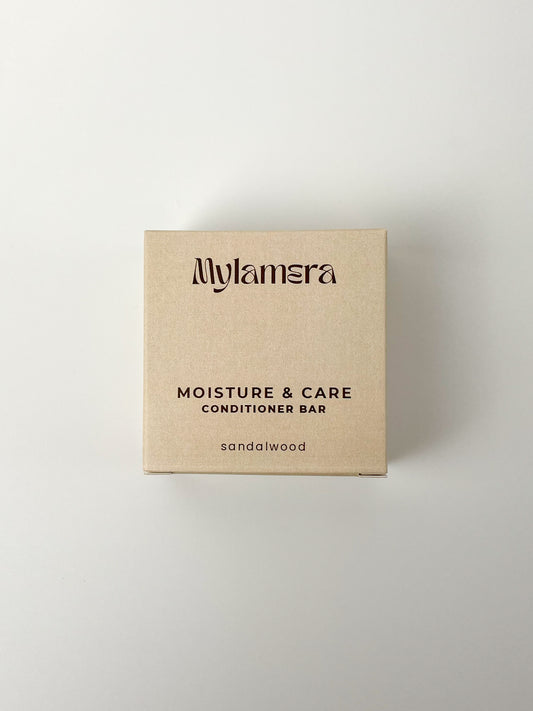 Mylamera
MOISTURE & CARE
CONDITIONER BAR
sandalwood